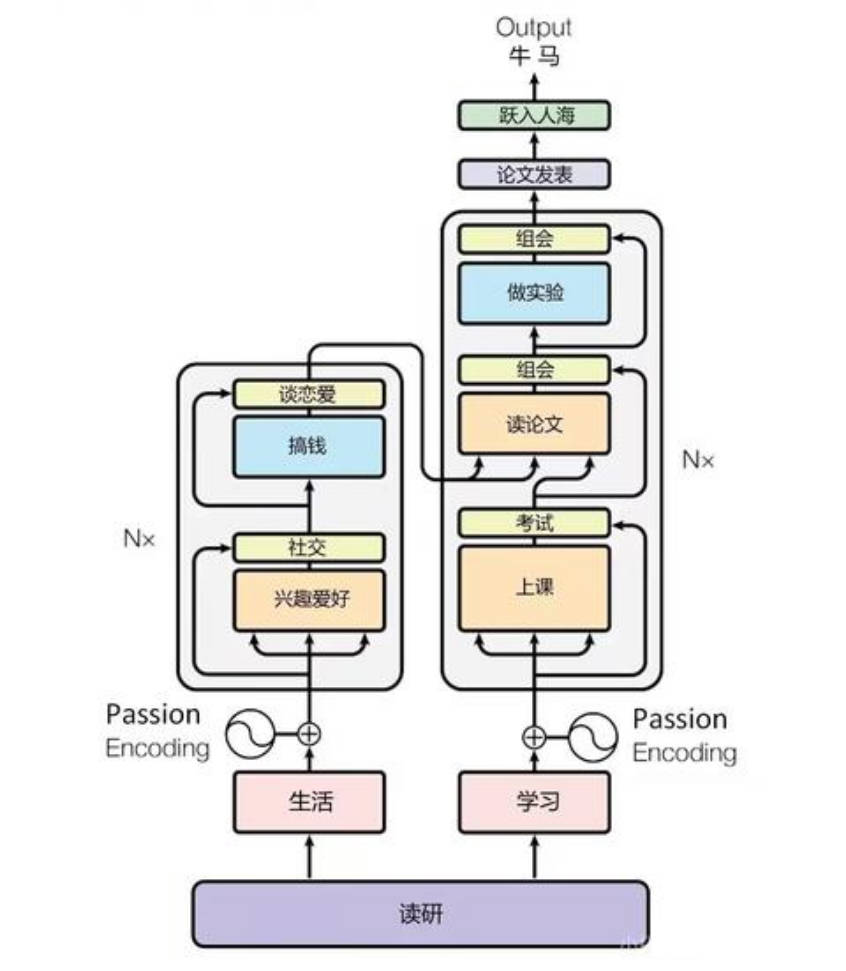 Output
牛 马
跃入人海
论文发表
组会
做实验
组会
读论文
考试
上课
Nx
谈恋爱
搞钱
社交
兴趣爱好
Nx
Passion
Encoding
Passion
Encoding
生活
学习
读研